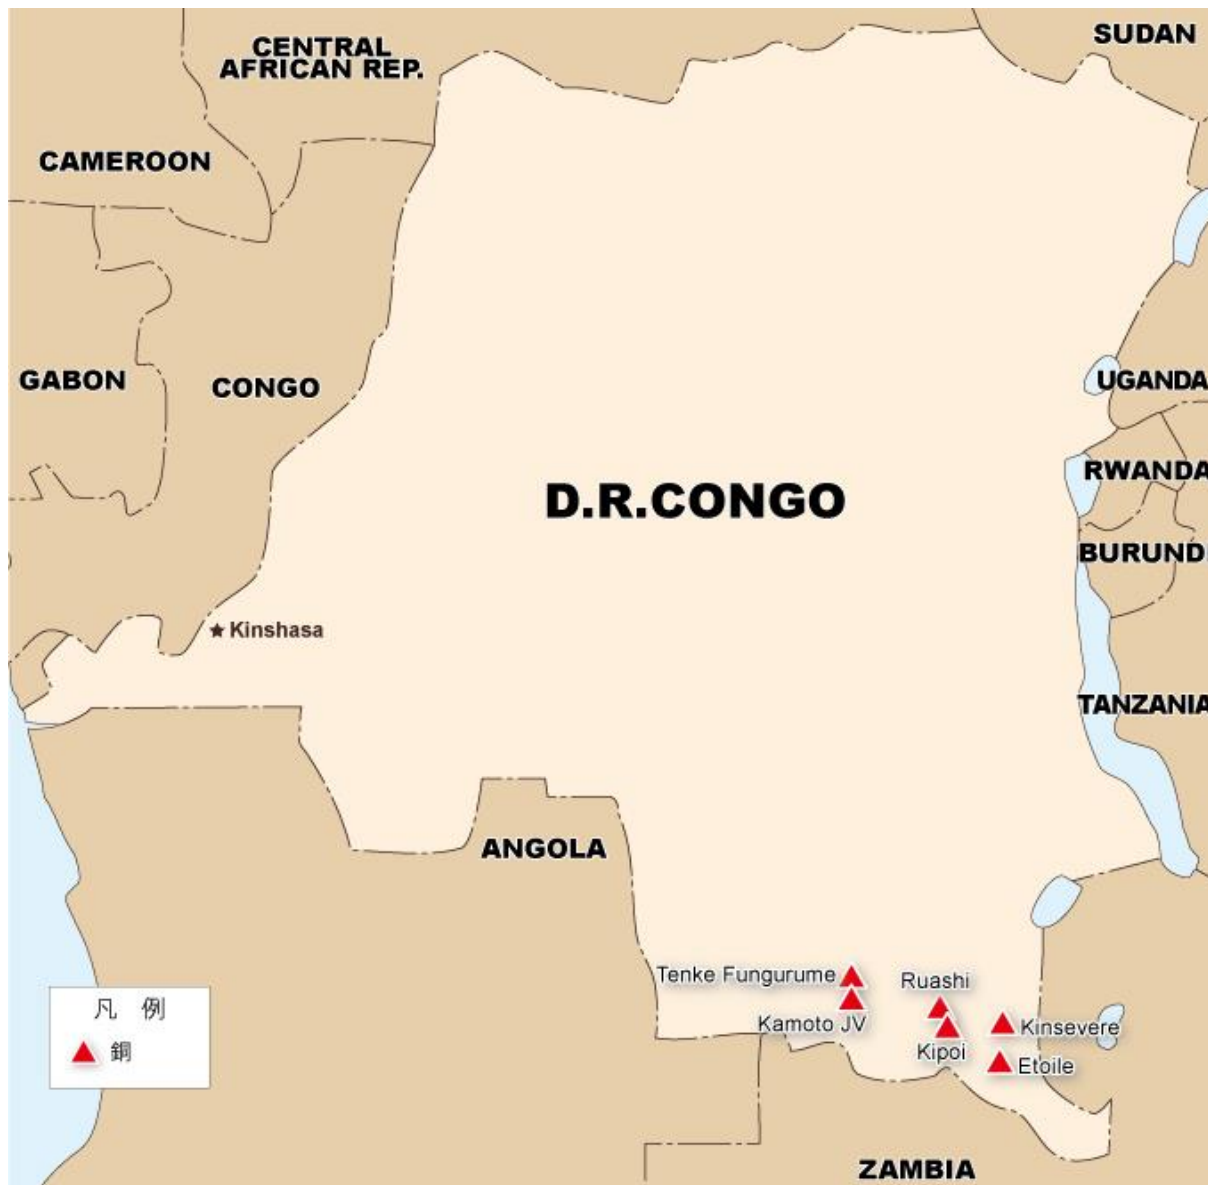 SUDAN
CENTRAL
AFRICAN REP.
CAMEROON
GABON
CONGO
UGANDA
RWANDA
D.R.CONGO
BURUND
Kinshasa
TANZANIA
ANGOLA
Tenke Fungurume
Ruashi
Kamoto JV
Kinsevere
Kipoi
Etoile
凡 例
銅
ZAMBIA